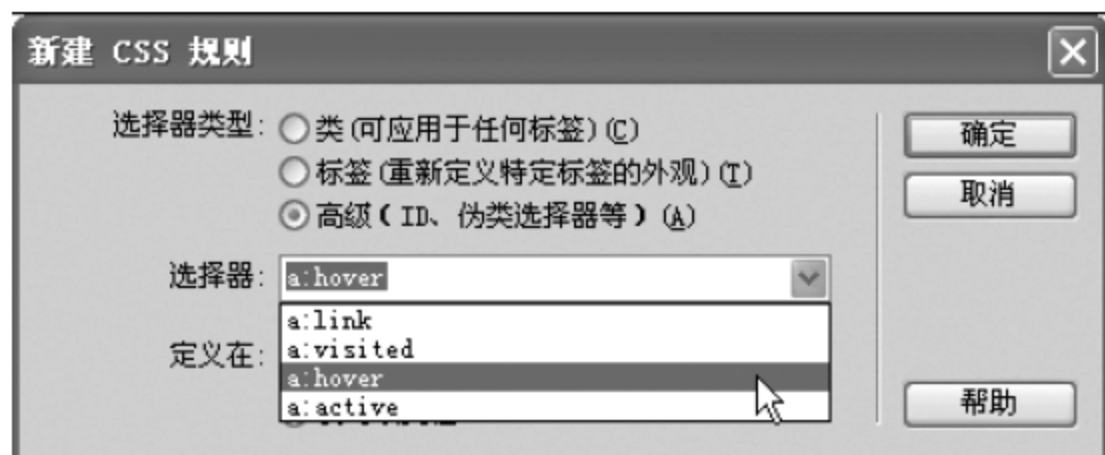 新建 CSS 规则
选择器类型: 类(可应用于任何标签)(C)
确定
标签(重新定义特定标签的外观)(T)
取消
高级(ID、伪类选择器等)(A)
选择器: a:hover
a:link
定义在: a:visited
a:hover
a:active
帮助